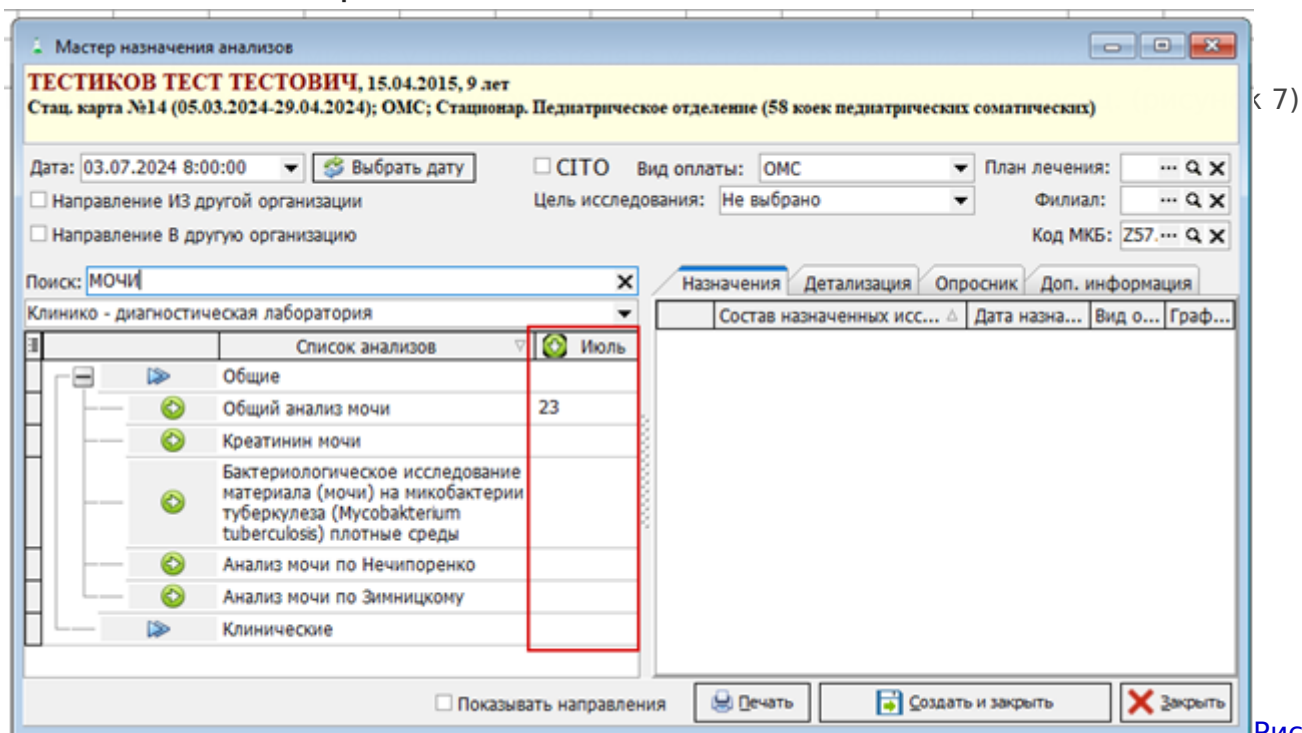 Мастер назначения анализов
ТЕСТИКОВ ТЕСТ ТЕСТОВИЧ, 15.04.2015, 9 лет
Стац. карта №14 (05.03.2024-29.04.2024); ОМС; Стационар. Педиатрическое отделение (58 коек педиатрических соматических)
к 7)
Дата: 03.07.2024 8:00:00 Выбрать дату CITO Вид оплаты: ОМС План лечения:
Направление ИЗ другой организации Цель исследования: Не выбрано Филиал:
Направление В другую организацию Код МКБ: Z57.
Поиск: МОЧИ Назначения Детализация Опросник Доп. информация
Клинико - диагностическая лаборатория Состав назначенных исс... Дата назна... Вид о... Граф...
Список анализов Июль
Общие
Общий анализ мочи 23
Креатинин мочи
Бактериологическое исследование
материала (мочи) на микобактерии
туберкулеза (Mycobakterium
tuberculosis) плотные среды
Анализ мочи по Нечипоренко
Анализ мочи по Зимницкому
Клинические
Показывать направления Печать Создать и закрыть Закрыть
Рис